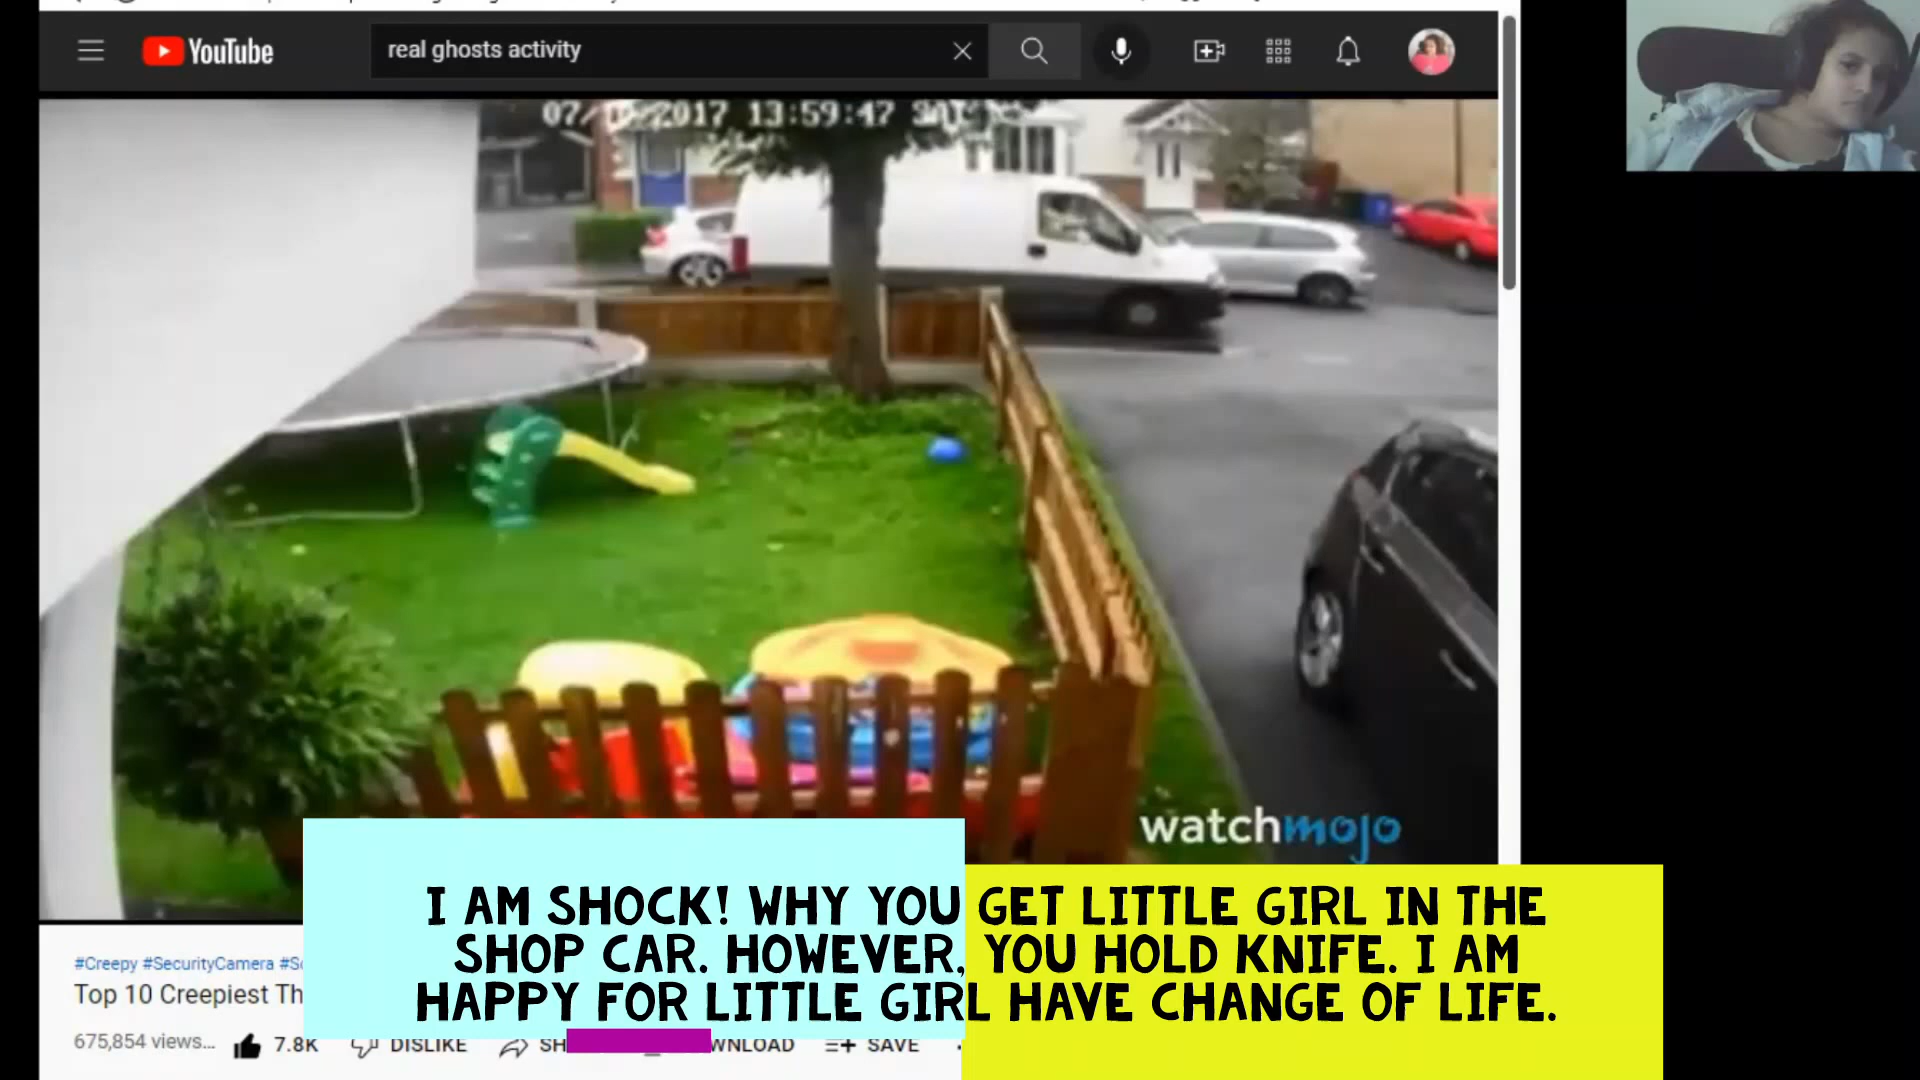 YouTube
real ghosts activity
2017 13:59:47
watchmojo
I AM SHOCK! WHY YOU GET LITTLE GIRL IN THE
SHOP CAR. HOWEVER, YOU HOLD KNIFE. I AM
HAPPY FOR LITTLE GIRL HAVE CHANGE OF LIFE.
#Creepy #SecurityCamera
Top 10 Creepiest
675,854 views...
7.8K
DISLIKE
SAVE